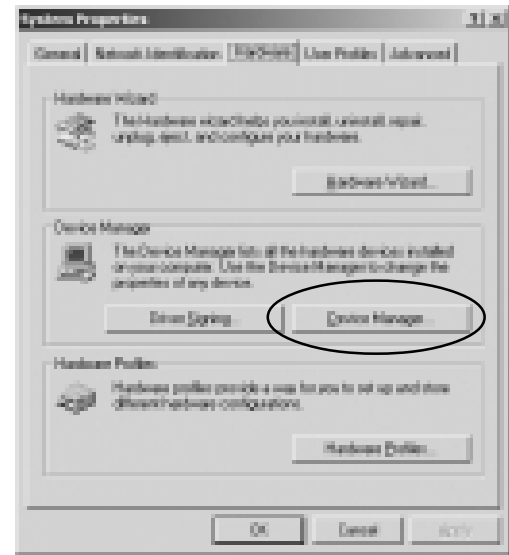 System Properties
General Network Identification Hardware User Profiles Advanced
Hardware Wizard
The Hardware wizard helps you install, uninstall, repair,
unplug, eject, and configure your hardware.
Hardware Wizard...
Device Manager
The Device Manager lists all the hardware devices installed
on your computer. Use the Device Manager to change the
properties of any device.
Driver Signing... Device Manager...
Hardware Profiles
Hardware profiles provide a way for you to set up and store
different hardware configurations.
Hardware Profiles...
OK Cancel Apply